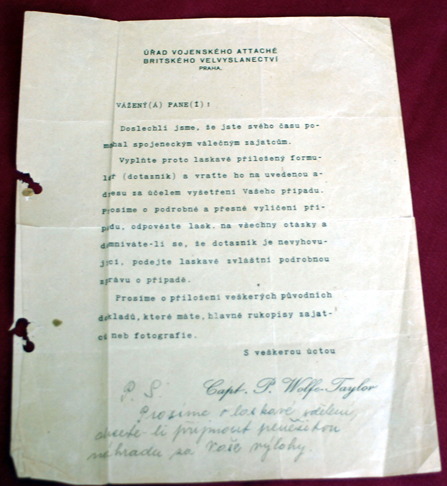 ÚŘAD VOJENSKÉHO ATTACHÉ
BRITSKÉHO VELVYSLANECTVÍ
PRAHA.
VÁŽENÝ(Á) PANE(Í):
Doslechli jsme, že jste svého času po-
máhal spojeneckým válečným zajatcům.
Vyplňte proto laskavě přiložený formu-
lář (dotazník) a vraťte ho na uvedenou a-
dresu za účelem vyšetření Vašeho případu.
Prosíme o podrobné a přesné vylíčení pří-
padu, odpovězte lask. na všechny otázky a
domníváte-li se, že dotazník je nevyhovu-
jící, podejte laskavě zvláštní podrobnou
zprávu o případě.
Prosíme o přiložení veškerých původních
dokladů, které máte, hlavně rukopisy zajat-
ců neb fotografie.
S veškerou úctou
Capt. P. Wolfe-Taylor
P. S.
Prosíme o laskavé sdělení
chcete-li přijmout peněžitou
náhradu za Vaše výlohy.